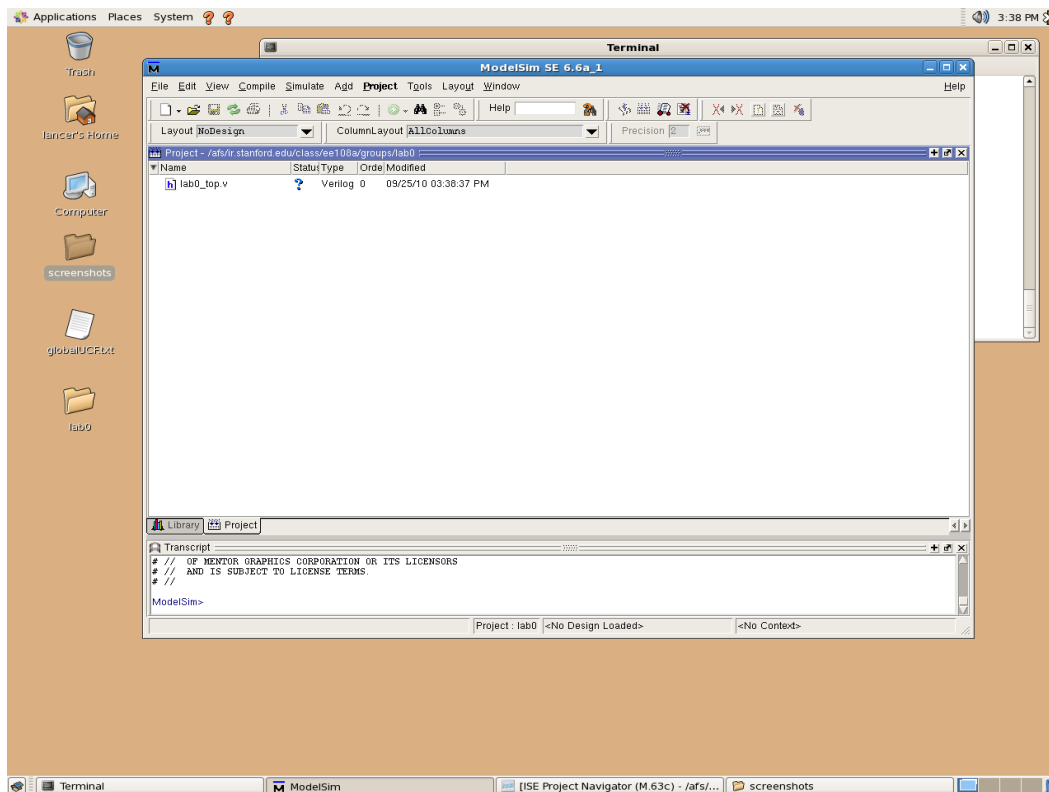 Applications Places System 3:38 PM
Terminal
Trash
lancer's Home
Computer
screenshots
globalUCF.txt
lab0
ModelSim SE 6.6a_1
File Edit View Compile Simulate Add Project Tools Layout Window Help
Help
Layout NoDesign ColumnLayout AllColumns Precision 2
Project - /afs/ir.stanford.edu/class/ee108a/groups/lab0
Name Status Type Orde Modified
lab0_top.v ? Verilog 0 09/25/10 03:38:37 PM
Library Project
Transcript
# // OF MENTOR GRAPHICS CORPORATION OR ITS LICENSORS
# // AND IS SUBJECT TO LICENSE TERMS.
# //
ModelSim>
Project : lab0 <No Design Loaded> <No Context>
Terminal ModelSim [ISE Project Navigator (M.63c) - /afs/... screenshots